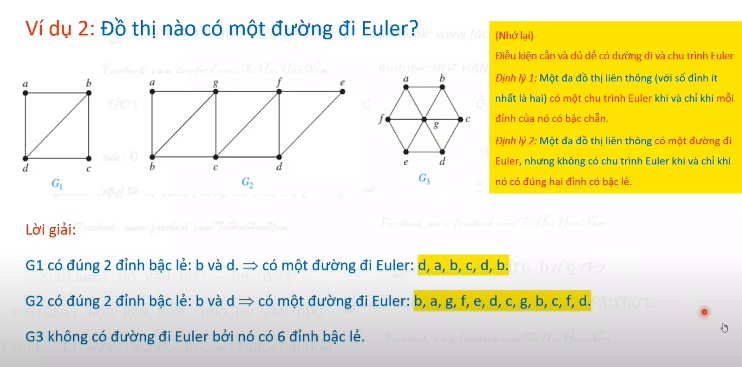 Ví dụ 2: Đồ thị nào có một đường đi Euler?
(Nhớ lại)
Điều kiện cần và đủ để có đường đi và chu trình Euler
Định lý 1: Một đa đồ thị liên thông (với số đỉnh ít
nhất là hai) có một chu trình Euler khi và chỉ khi mỗi
đỉnh của nó có bậc chẵn.
Định lý 2: Một đa đồ thị liên thông có một đường đi
Euler, nhưng không có chu trình Euler khi và chỉ khi
nó có đúng hai đỉnh có bậc lẻ.
a b
d c
G1
a g f e
b c d
G2
a b
f g c
e d
G3
Lời giải:
G1 có đúng 2 đỉnh bậc lẻ: b và d. ⇒ có một đường đi Euler: d, a, b, c, d, b.
G2 có đúng 2 đỉnh bậc lẻ: b và d ⇒ có một đường đi Euler: b, a, g, f, e, d, c, g, b, c, f, d.
G3 không có đường đi Euler bởi nó có 6 đỉnh bậc lẻ.